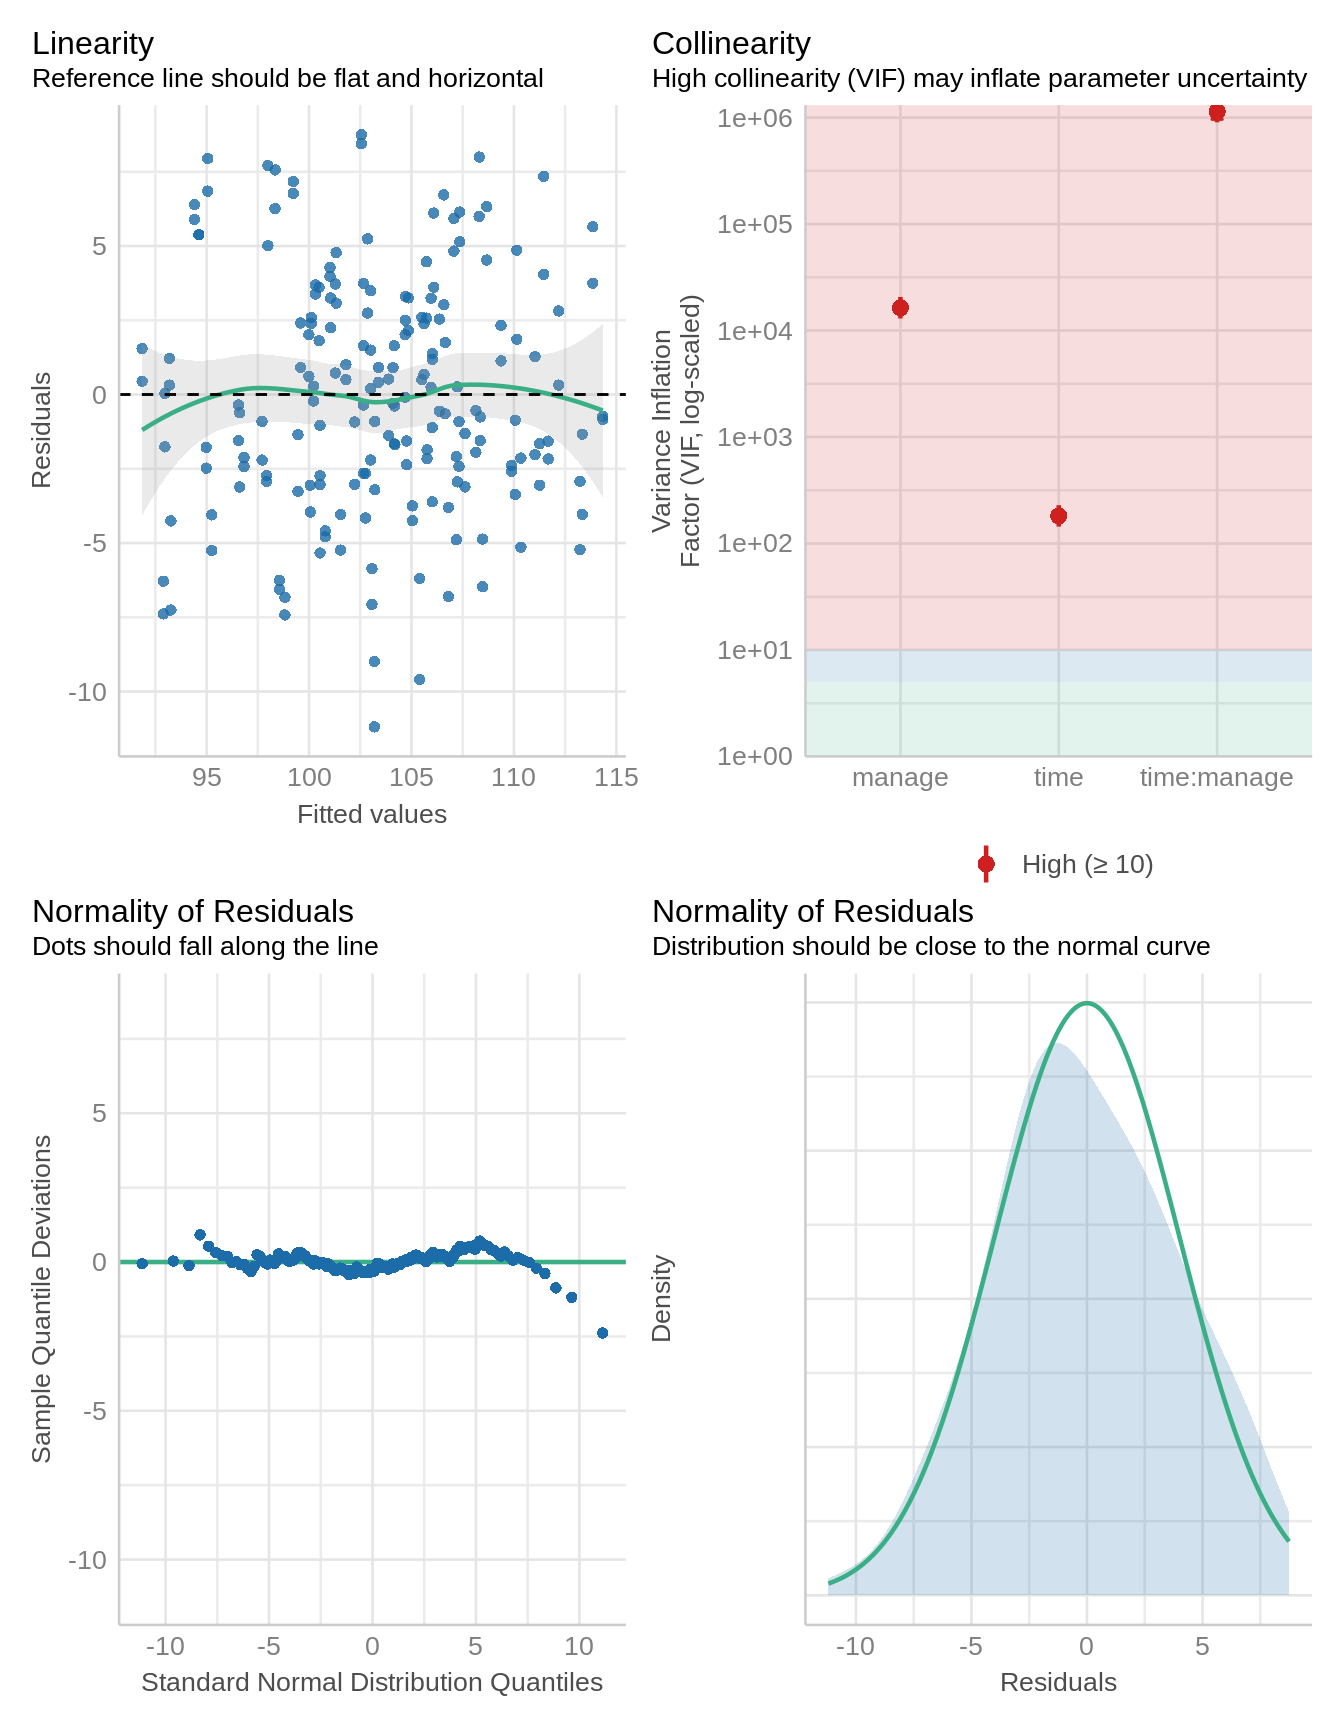 Linearity
Reference line should be flat and horizontal
Residuals
5
0
-5
-10
95 100 105 110 115
Fitted values
Collinearity
High collinearity (VIF) may inflate parameter uncertainty
Variance Inflation
Factor (VIF, log-scaled)
1e+06
1e+05
1e+04
1e+03
1e+02
1e+01
1e+00
manage time time:manage
High (≥ 10)
Normality of Residuals
Dots should fall along the line
Sample Quantile Deviations
5
0
-5
-10
-10 -5 0 5 10
Standard Normal Distribution Quantiles
Normality of Residuals
Distribution should be close to the normal curve
Density
-10 -5 0 5
Residuals